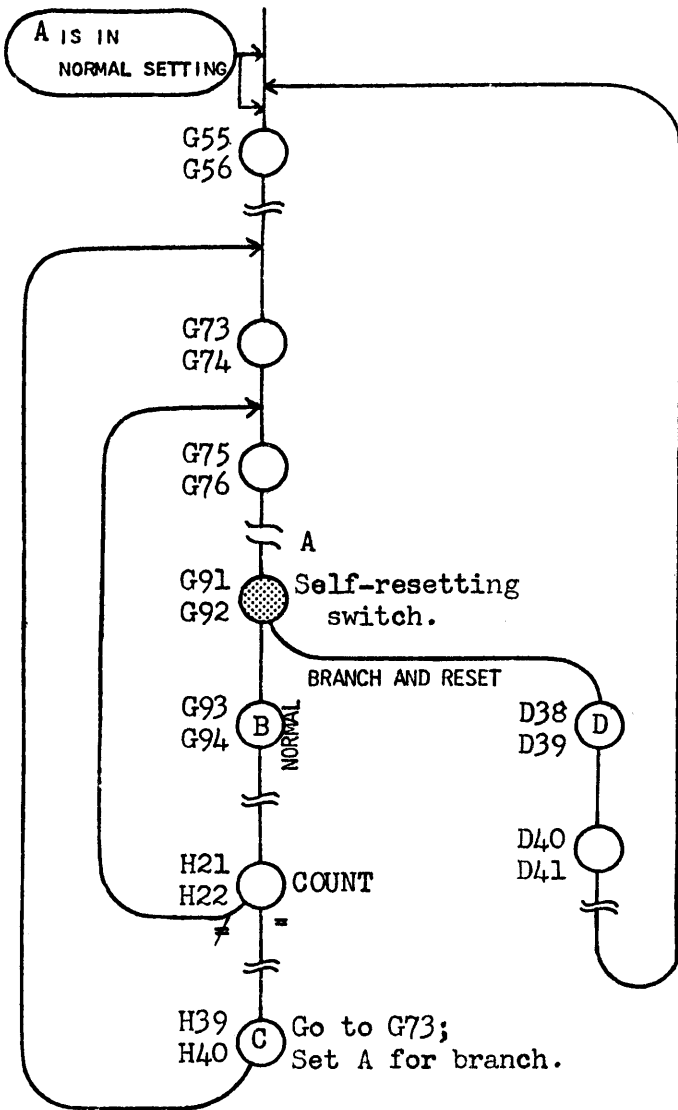 A IS IN
NORMAL SETTING
G55
G56
G73
G74
G75
G76
A
G91
G92
Self-resetting
switch.
BRANCH AND RESET
G93
G94
B
NORMAL
D38
D39
D
D40
D41
H21
H22
COUNT
≠ =
H39
H40
C
Go to G73;
Set A for branch.